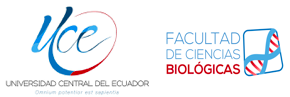 uce
UNIVERSIDAD CENTRAL DEL ECUADOR
Omnium potentior est sapientia
FACULTAD
DE CIENCIAS
BIOLÓGICAS